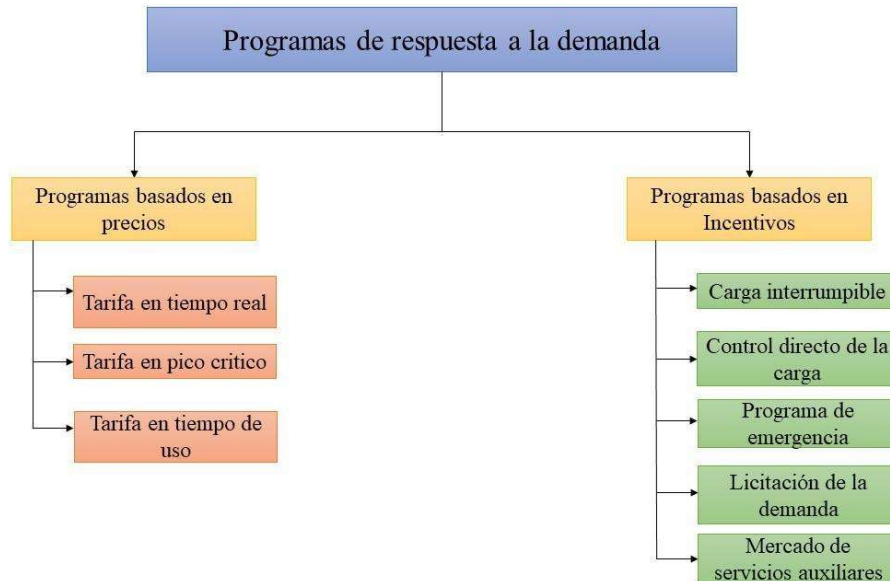 Programas de respuesta a la demanda
Programas basados en
precios
Tarifa en tiempo real
Tarifa en pico critico
Tarifa en tiempo de
uso
Programas basados en
Incentivos
Carga interrumpible
Control directo de la
carga
Programa de
emergencia
Licitación de la
demanda
Mercado de
servicios auxiliares